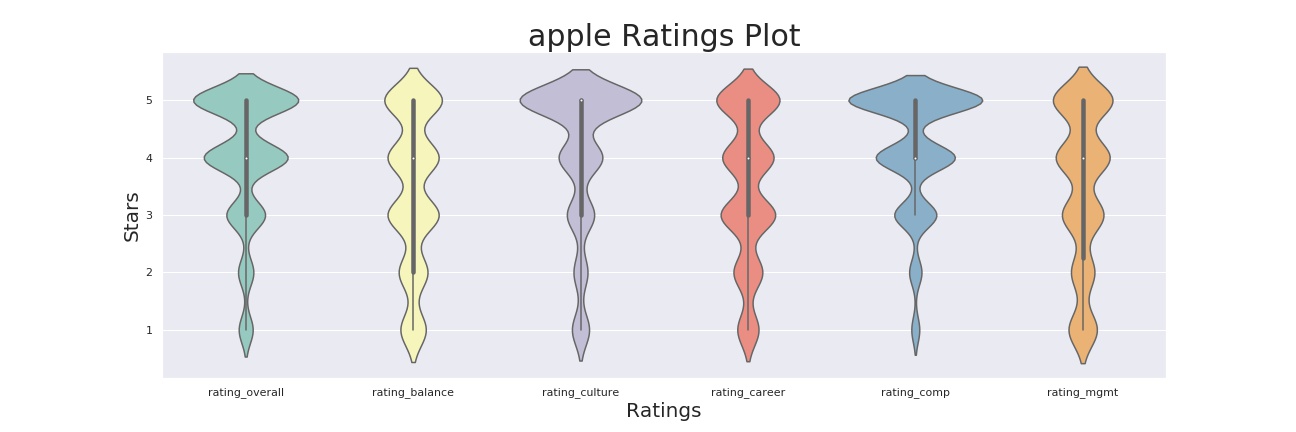 apple Ratings Plot
Stars
5
4
3
2
1
rating_overall rating_balance rating_culture rating_career rating_comp rating_mgmt
Ratings